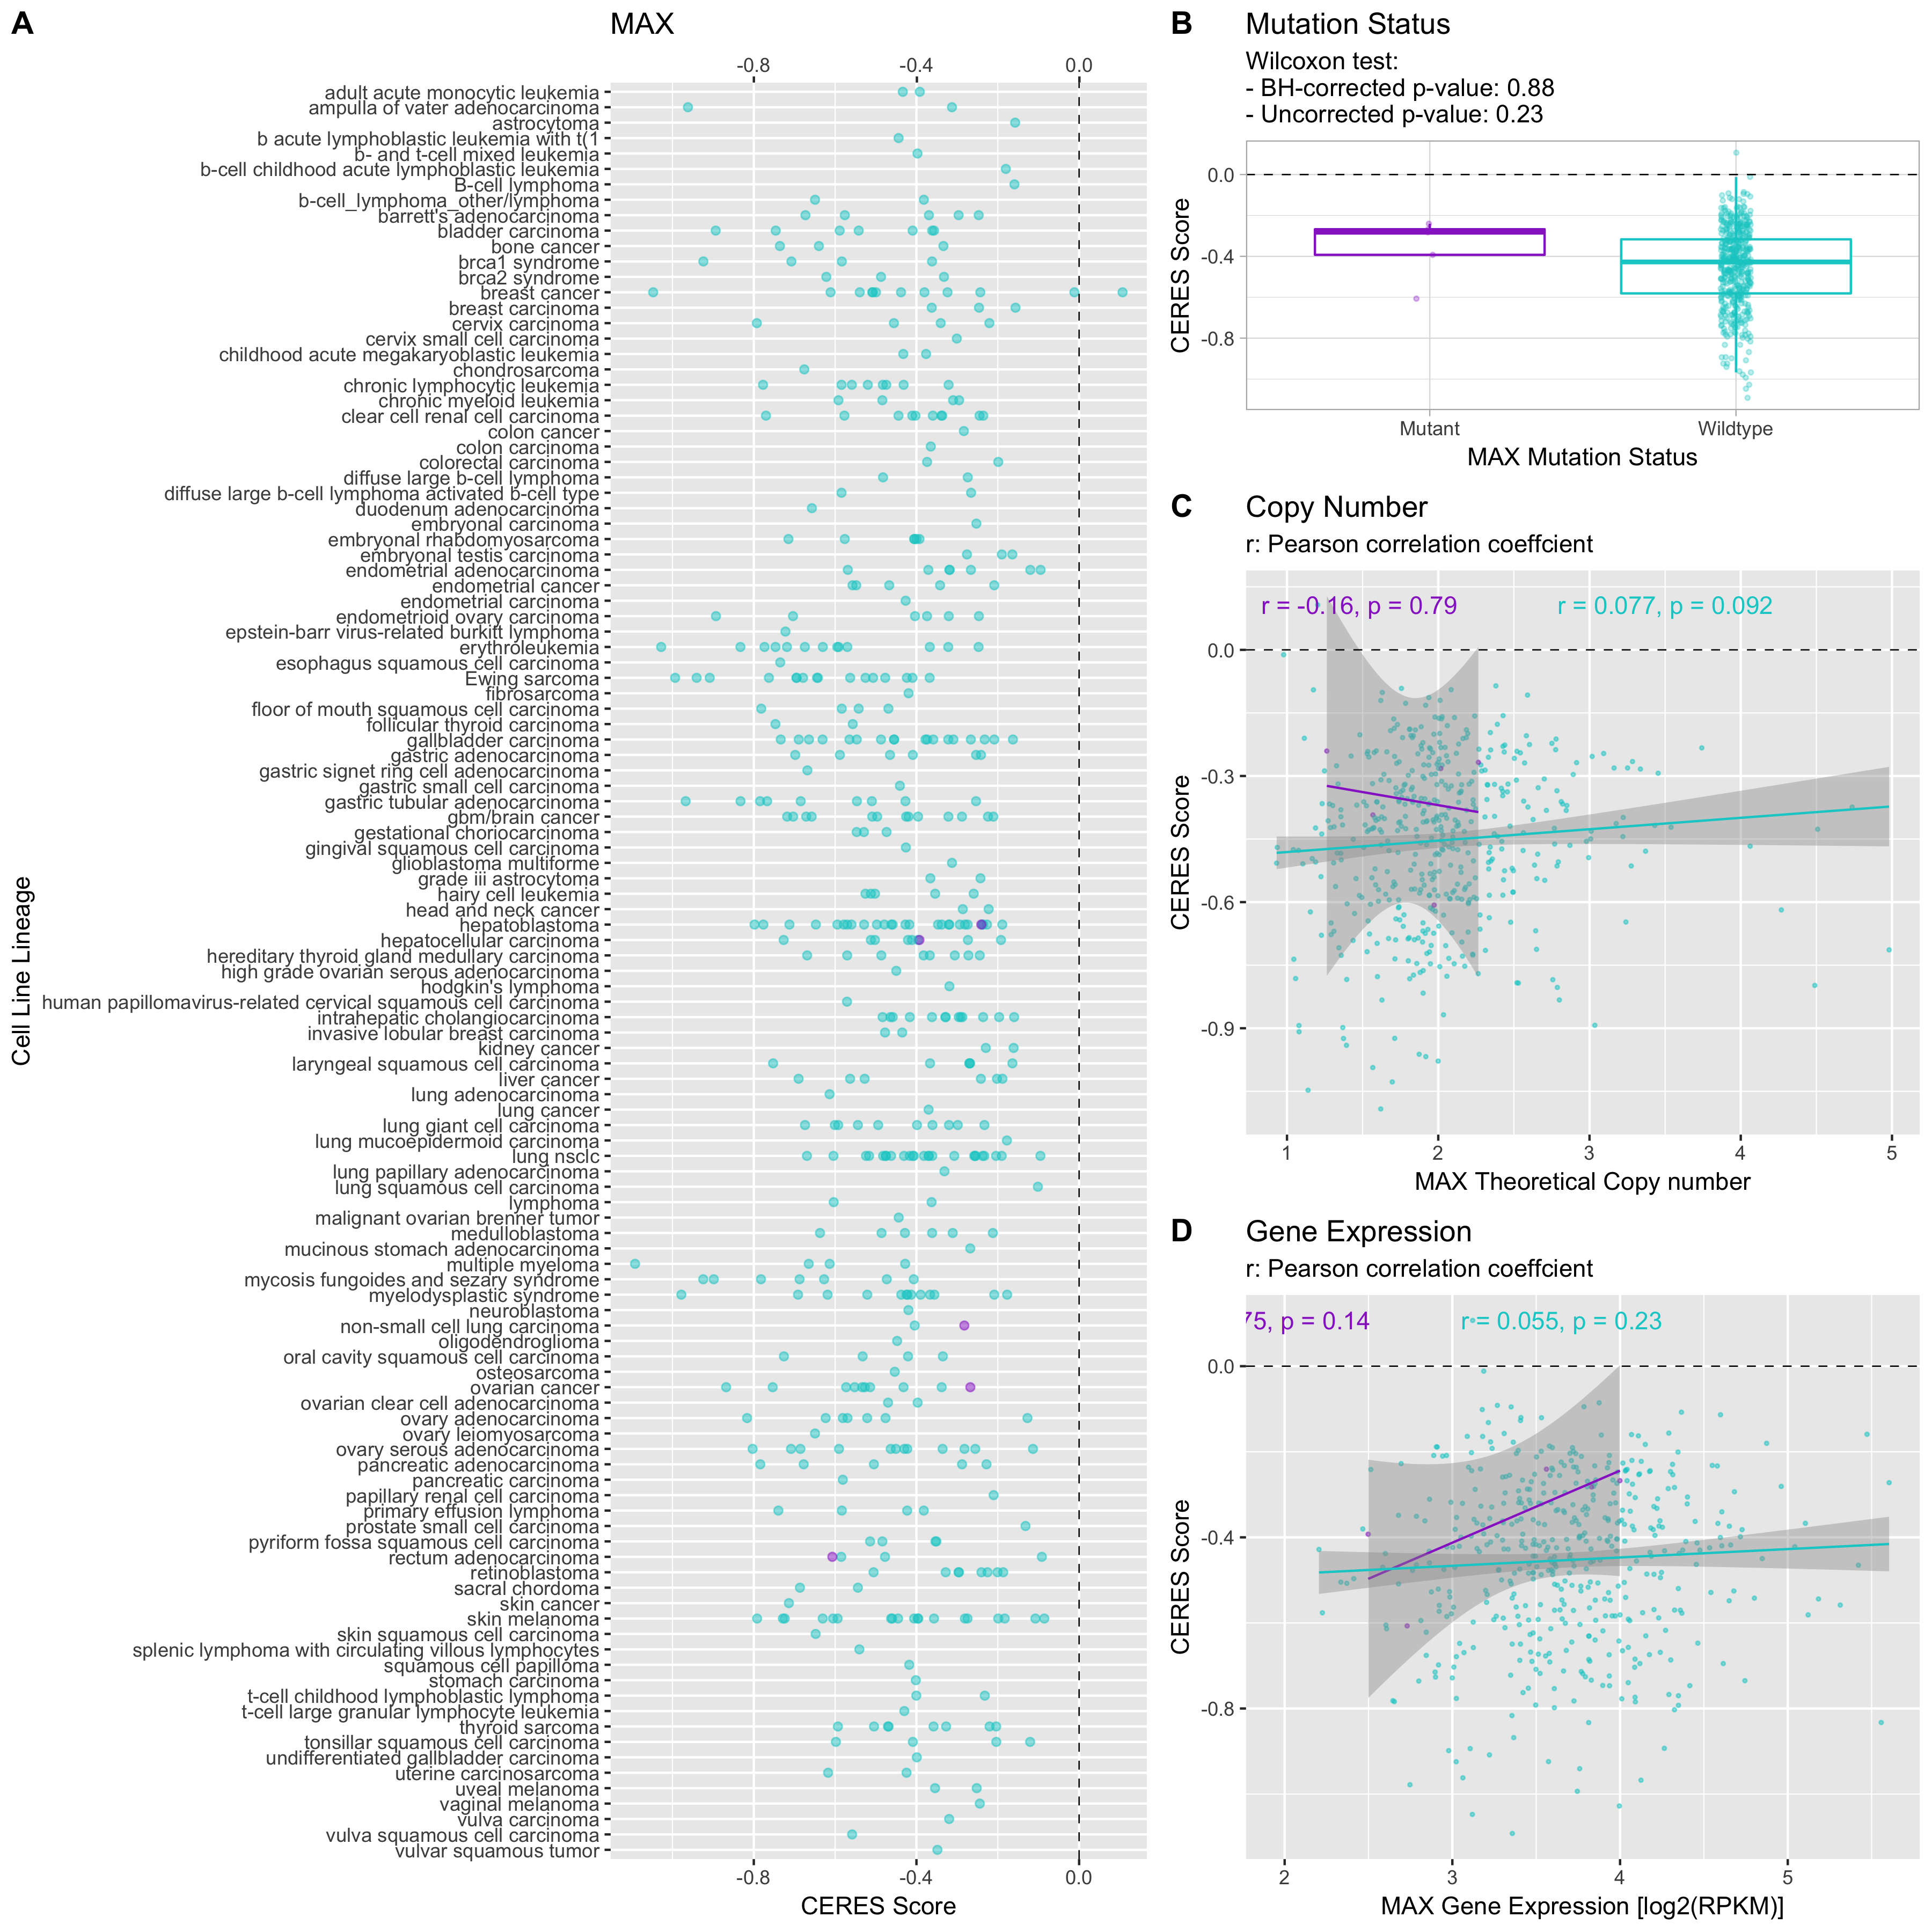 A
MAX
-0.8 -0.4 0.0
adult acute monocytic leukemia
ampulla of vater adenocarcinoma
astrocytoma
b acute lymphoblastic leukemia with t(1
b- and t-cell mixed leukemia
b-cell childhood acute lymphoblastic leukemia
B-cell lymphoma
b-cell_lymphoma_other/lymphoma
barrett's adenocarcinoma
bladder carcinoma
bone cancer
brca1 syndrome
brca2 syndrome
breast cancer
breast carcinoma
cervix carcinoma
cervix small cell carcinoma
childhood acute megakaryoblastic leukemia
chondrosarcoma
chronic lymphocytic leukemia
chronic myeloid leukemia
clear cell renal cell carcinoma
colon cancer
colon carcinoma
colorectal carcinoma
diffuse large b-cell lymphoma
diffuse large b-cell lymphoma activated b-cell type
duodenum adenocarcinoma
embryonal carcinoma
embryonal rhabdomyosarcoma
embryonal testis carcinoma
endometrial adenocarcinoma
endometrial cancer
endometrial carcinoma
endometrioid ovary carcinoma
epstein-barr virus-related burkitt lymphoma
erythroleukemia
esophagus squamous cell carcinoma
Ewing sarcoma
fibrosarcoma
floor of mouth squamous cell carcinoma
follicular thyroid carcinoma
gallbladder carcinoma
gastric adenocarcinoma
gastric signet ring cell adenocarcinoma
gastric small cell carcinoma
gastric tubular adenocarcinoma
gbm/brain cancer
gestational choriocarcinoma
gingival squamous cell carcinoma
glioblastoma multiforme
grade iii astrocytoma
hairy cell leukemia
head and neck cancer
hepatoblastoma
hepatocellular carcinoma
hereditary thyroid gland medullary carcinoma
high grade ovarian serous adenocarcinoma
hodgkin's lymphoma
human papillomavirus-related cervical squamous cell carcinoma
intrahepatic cholangiocarcinoma
invasive lobular breast carcinoma
kidney cancer
laryngeal squamous cell carcinoma
liver cancer
lung adenocarcinoma
lung cancer
lung giant cell carcinoma
lung mucoepidermoid carcinoma
lung nsclc
lung papillary adenocarcinoma
lung squamous cell carcinoma
lymphoma
malignant ovarian brenner tumor
medulloblastoma
mucinous stomach adenocarcinoma
multiple myeloma
mycosis fungoides and sezary syndrome
myelodysplastic syndrome
neuroblastoma
non-small cell lung carcinoma
oligodendroglioma
oral cavity squamous cell carcinoma
osteosarcoma
ovarian cancer
ovarian clear cell adenocarcinoma
ovary adenocarcinoma
ovary leiomyosarcoma
ovary serous adenocarcinoma
pancreatic adenocarcinoma
pancreatic carcinoma
papillary renal cell carcinoma
primary effusion lymphoma
prostate small cell carcinoma
pyriform fossa squamous cell carcinoma
rectum adenocarcinoma
retinoblastoma
sacral chordoma
skin cancer
skin melanoma
skin squamous cell carcinoma
splenic lymphoma with circulating villous lymphocytes
squamous cell papilloma
stomach carcinoma
t-cell childhood lymphoblastic lymphoma
t-cell large granular lymphocyte leukemia
thyroid sarcoma
tonsillar squamous cell carcinoma
undifferentiated gallbladder carcinoma
uterine carcinosarcoma
uveal melanoma
vaginal melanoma
vulva carcinoma
vulva squamous cell carcinoma
vulvar squamous tumor
-0.8 -0.4 0.0
CERES Score
Cell Line Lineage
B
Mutation Status
Wilcoxon test:
- BH-corrected p-value: 0.88
- Uncorrected p-value: 0.23
0.0
-0.4
-0.8
CERES Score
Mutant Wildtype
MAX Mutation Status
C
Copy Number
r: Pearson correlation coeffcient
r = -0.16, p = 0.79 r = 0.077, p = 0.092
0.0
-0.3
-0.6
-0.9
CERES Score
1 2 3 4 5
MAX Theoretical Copy number
D
Gene Expression
r: Pearson correlation coeffcient
75, p = 0.14 r = 0.055, p = 0.23
0.0
-0.4
-0.8
CERES Score
2 3 4 5
MAX Gene Expression [log2(RPKM)]